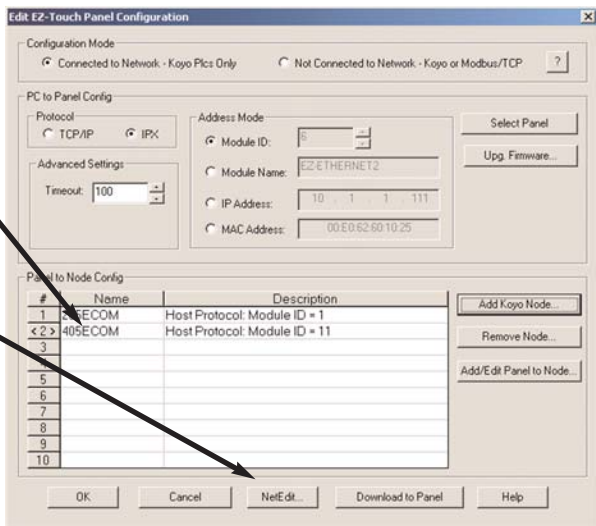 Edit EZ-Touch Panel Configuration
Configuration Mode
Connected to Network - Koyo Plcs Only
Not Connected to Network - Koyo or Modbus/TCP
?
PC to Panel Config
Protocol
TCP/IP
IPX
Advanced Settings
Timeout: 100
Address Mode
Module ID: 6
Module Name: EZ-ETHERNET2
IP Address: 10 . 1 . 1 . 111
MAC Address: 00:E0:62:60:10:25
Select Panel
Upg. Firmware...
Panel to Node Config
# Name Description
1 ECOM Host Protocol: Module ID = 1
<2> 405ECOM Host Protocol: Module ID = 11
3
5
6
7
8
9
10
Add Koyo Node...
Remove Node...
Add/Edit Panel to Node...
OK
Cancel
NetEdit...
Download to Panel
Help